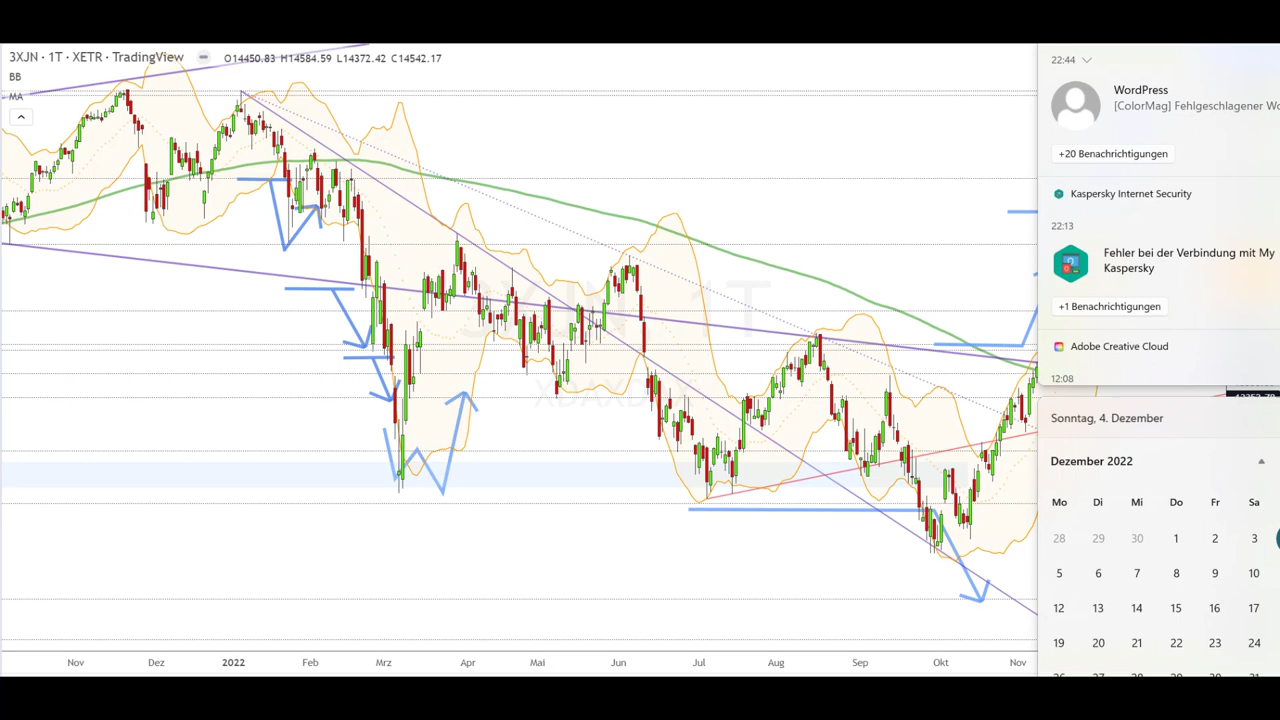 3XJN · 1T · XETR · TradingView
O14450.83 H14584.59 L14372.42 C14542.17
BB
MA
3XJN 1T
Nov Dez 2022 Feb Mrz Apr Mai Jun Jul Aug Sep Okt Nov
22:44
WordPress
[ColorMag] Fehlgeschlagener Wo
+20 Benachrichtigungen
Kaspersky Internet Security
22:13
Fehler bei der Verbindung mit My
Kaspersky
+1 Benachrichtigungen
Adobe Creative Cloud
12:08
Sonntag, 4. Dezember
Dezember 2022
Mo Di Mi Do Fr Sa
28 29 30 1 2 3
5 6 7 8 9 10
12 13 14 15 16 17
19 20 21 22 23 24